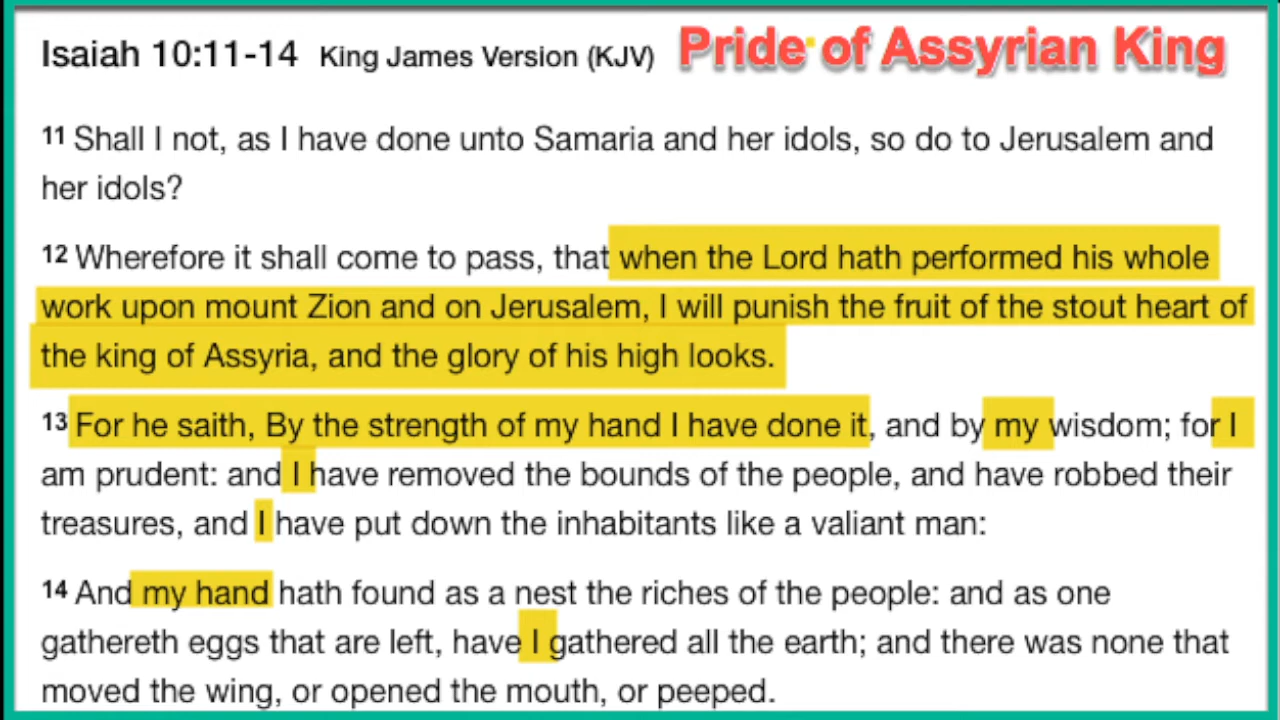 Isaiah 10:11-14 King James Version (KJV) Pride of Assyrian King
11 Shall I not, as I have done unto Samaria and her idols, so do to Jerusalem and
her idols?
12 Wherefore it shall come to pass, that when the Lord hath performed his whole
work upon mount Zion and on Jerusalem, I will punish the fruit of the stout heart of
the king of Assyria, and the glory of his high looks.
13 For he saith, By the strength of my hand I have done it, and by my wisdom; for I
am prudent: and I have removed the bounds of the people, and have robbed their
treasures, and I have put down the inhabitants like a valiant man:
14 And my hand hath found as a nest the riches of the people: and as one
gathereth eggs that are left, have I gathered all the earth; and there was none that
moved the wing, or opened the mouth, or peeped.